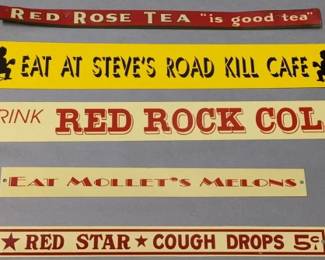 RED ROSE TEA "is good tea"
EAT AT STEVE'S ROAD KILL CAFE
RINK RED ROCK COL
EAT MOLLET'S MELONS
★ RED STAR ★ COUGH DROPS 5¢